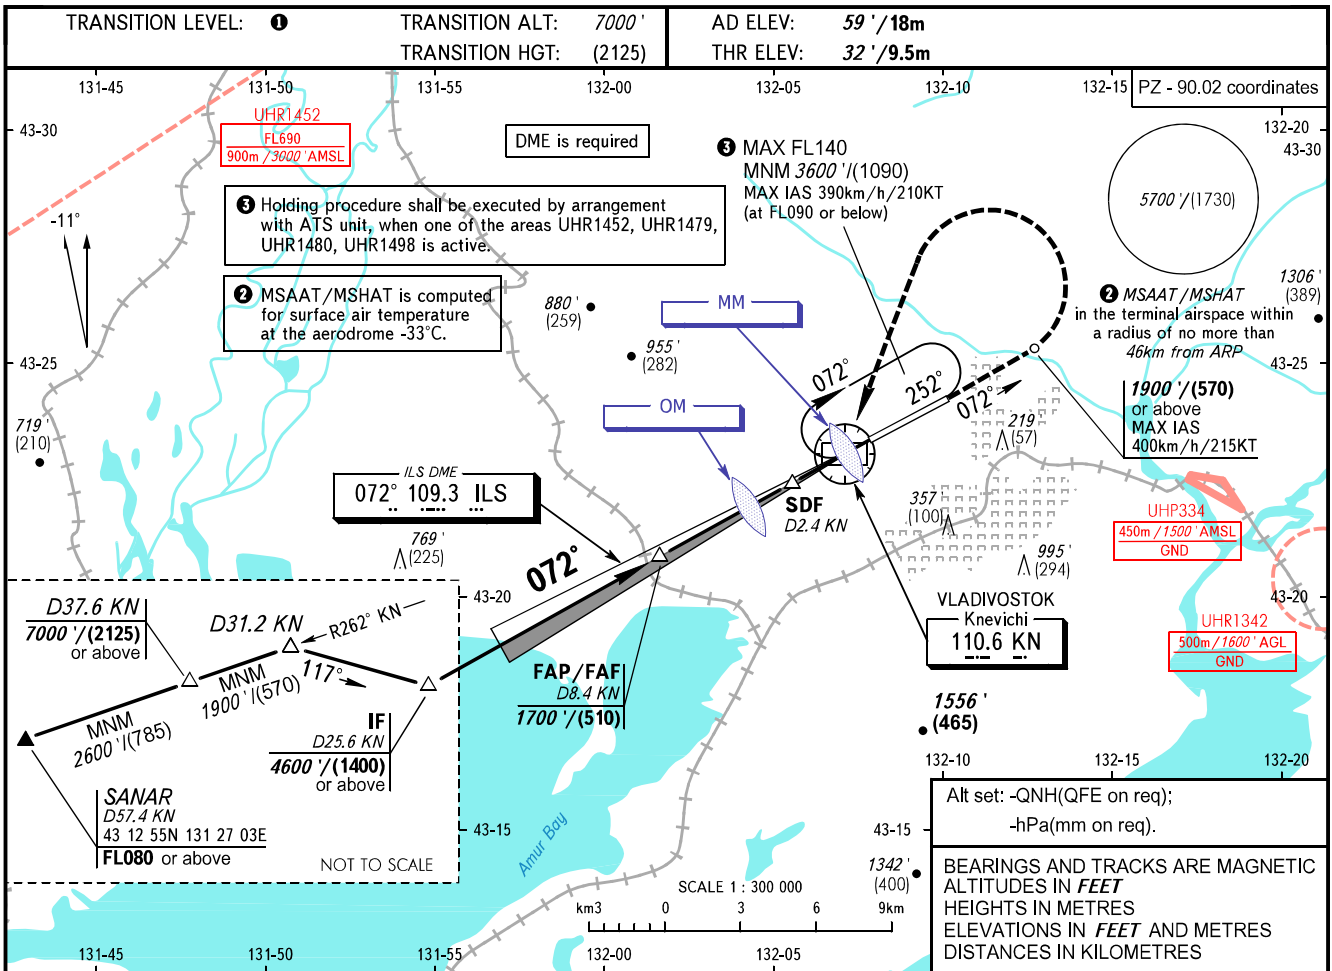 TRANSITION LEVEL: ❶
TRANSITION ALT: 7000 '
TRANSITION HGT: (2125)
AD ELEV: 59 '/18m
THR ELEV: 32 '/9.5m
131-45
131-50
131-55
132-00
132-05
132-10
132-15
PZ - 90.02 coordinates
43-30
132-20
43-30
UHR1452
FL690
900m /3000 'AMSL
DME is required
❸ MAX FL140
MNM 3600 '/(1090)
MAX IAS 390km/h/210KT
(at FL090 or below)
5700 '/(1730)
❸ Holding procedure shall be executed by arrangement
with ATS unit, when one of the areas UHR1452, UHR1479,
UHR1480, UHR1498 is active.
-11°
❷ MSAAT/MSHAT is computed
for surface air temperature
at the aerodrome -33°C.
880 '
(259)
955 '
(282)
MM
OM
1306 '
(389)
❷ MSAAT/MSHAT
in the terminal airspace within
a radius of no more than
46km from ARP
43-25
43-25
072°
252°
072°
1900 '/(570)
or above
MAX IAS
400km/h/215KT
719 '
(210)
219 '
(57)
ILS DME
072° 109.3 ILS
SDF
D2.4 KN
357 '
(100)
UHP334
450m /1500 'AMSL
GND
769 '
(225)
072°
995 '
(294)
43-20
43-20
D37.6 KN
7000 '/(2125)
or above
D31.2 KN
R262° KN
VLADIVOSTOK
Knevichi
110.6 KN
UHR1342
500m /1600 ' AGL
GND
MNM
1900 '/(570)
117°
MNM
2600 '/(785)
FAP/FAF
D8.4 KN
1700 '/(510)
IF
D25.6 KN
4600 '/(1400)
or above
1556 '
(465)
SANAR
D57.4 KN
43 12 55N 131 27 03E
FL080 or above
NOT TO SCALE
132-10
132-15
132-20
Alt set: -QNH(QFE on req);
-hPa(mm on req).
43-15
43-15
Amur Bay
1342 '
(400)
SCALE 1 : 300 000
km3 0 3 6 9km
BEARINGS AND TRACKS ARE MAGNETIC
ALTITUDES IN FEET
HEIGHTS IN METRES
ELEVATIONS IN FEET AND METRES
DISTANCES IN KILOMETRES
131-45
131-50
131-55
132-00
132-05